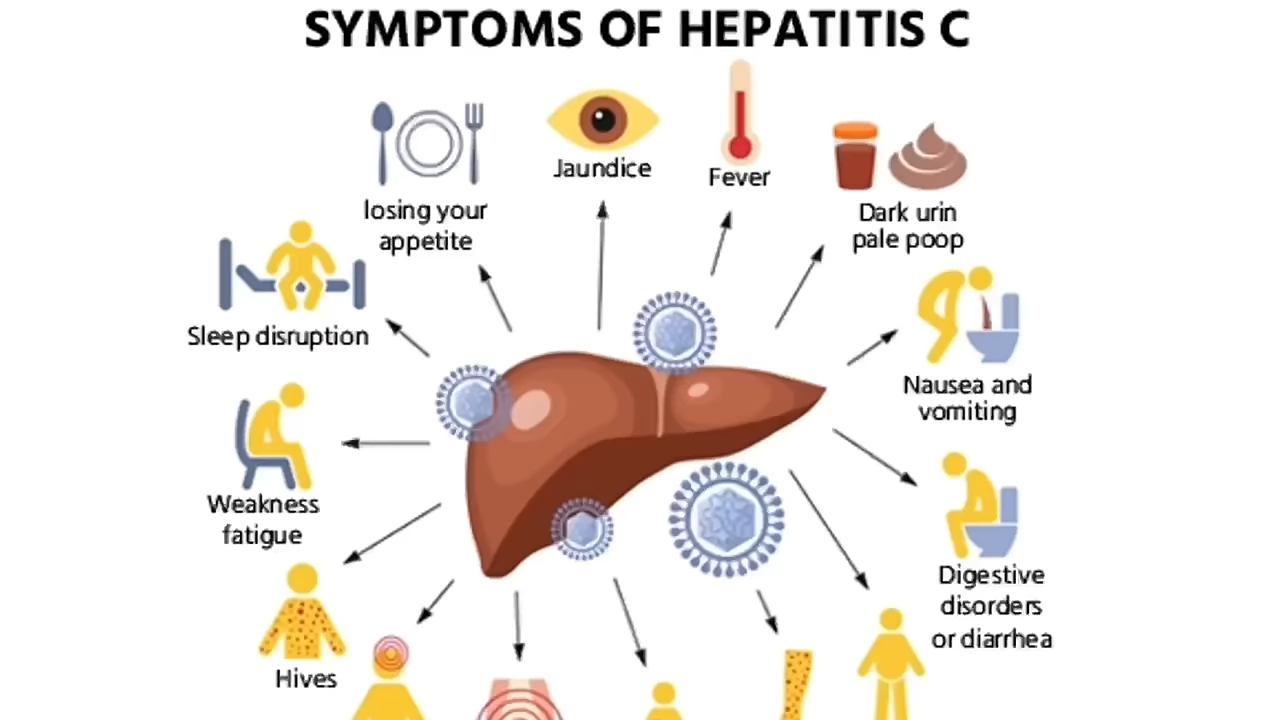 SYMPTOMS OF HEPATITIS C
losing your
appetite
Jaundice
Fever
Dark urin
pale poop
Sleep disruption
Nausea and
vomiting
Weakness
fatigue
Digestive
disorders
or diarrhea
Hives